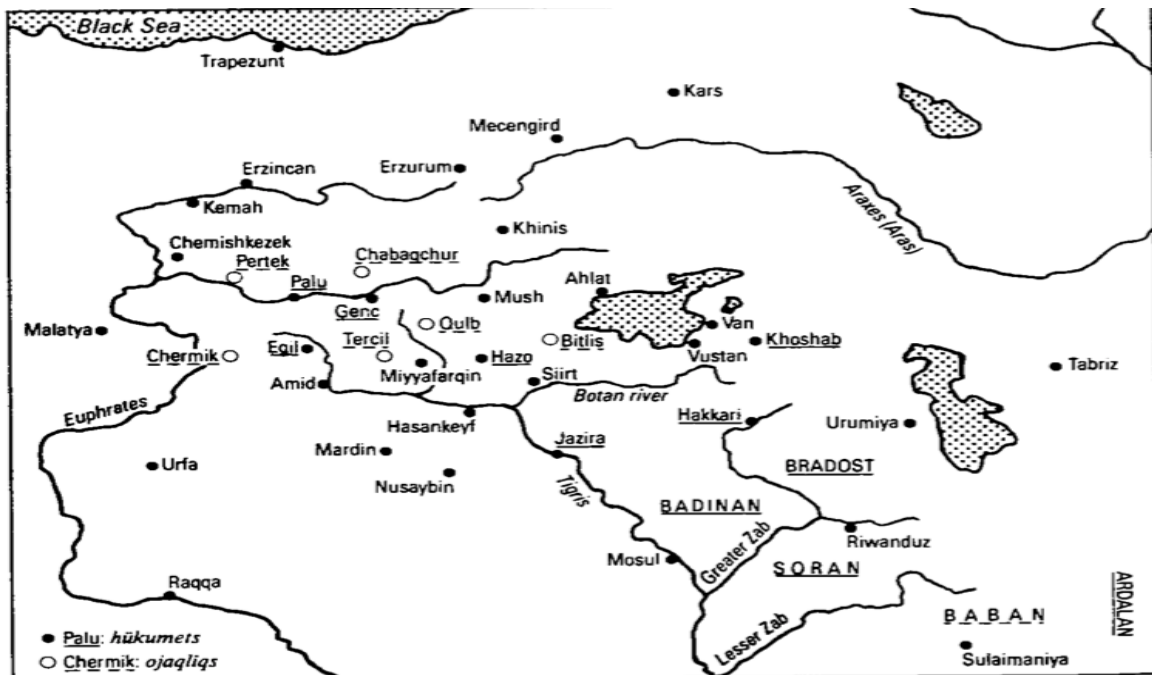 Black Sea
Trapezunt
Kars
Mecengird
Erzincan
Erzurum
Kemah
Khinis
Araxes (Aras)
Chemishkezek
Pertek
Chabaqchur
Palu
Genc
Mush
Ahlat
Malatya
Qulb
Van
Chermik
Egil
Tercil
Hazo
Bitlis
Vustan
Khoshab
Tabriz
Amid
Miyyafarqin
Siirt
Botan river
Euphrates
Hasankeyf
Hakkari
Urumiya
Urfa
Mardin
Jazira
BRADOST
Nusaybin
Tigris
BADINAN
Riwanduz
Mosul
Greater Zab
SORAN
Raqqa
Lesser Zab
BABAN
ARDALAN
Sulaimaniya
Palu: hükumets
Chermik: ojaqliqs